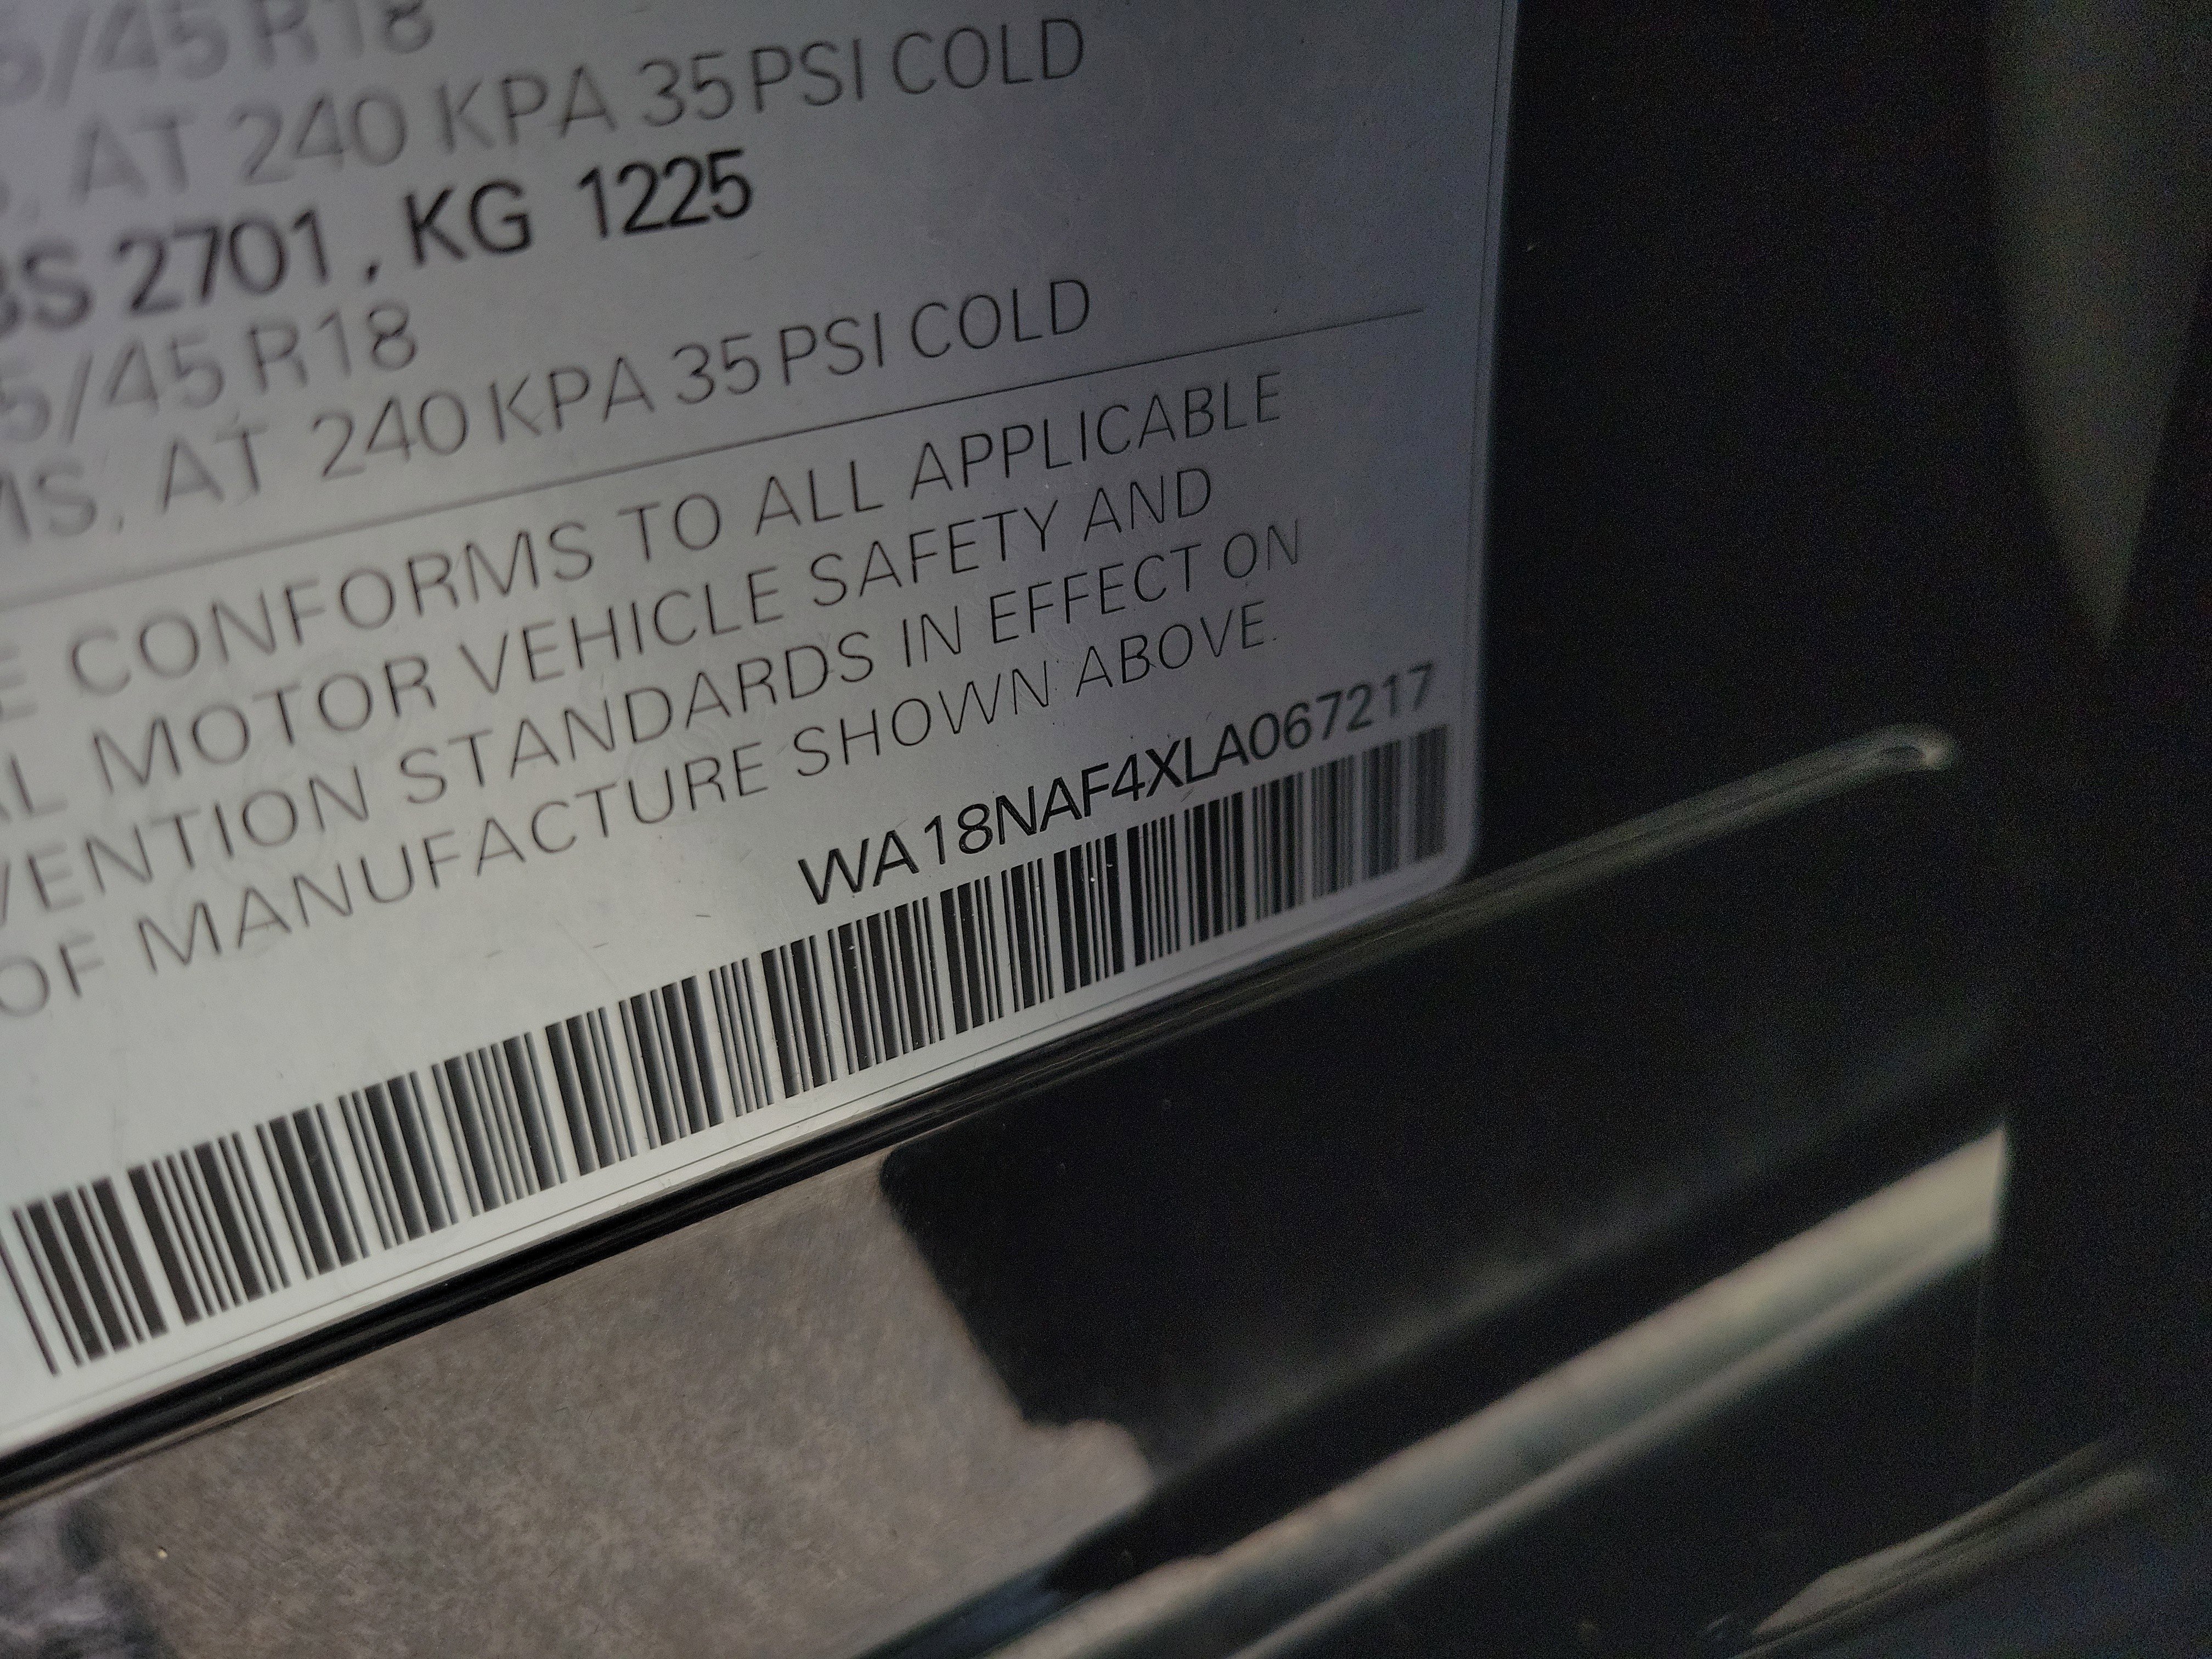 5/45 R18
, AT 240 KPA 35 PSI COLD
BS 2701, KG 1225
5/45 R18
MS, AT 240 KPA 35 PSI COLD
E CONFORMS TO ALL APPLICABLE
AL MOTOR VEHICLE SAFETY AND
VENTION STANDARDS IN EFFECT ON
OF MANUFACTURE SHOWN ABOVE.
WA18NAF4XLA067217